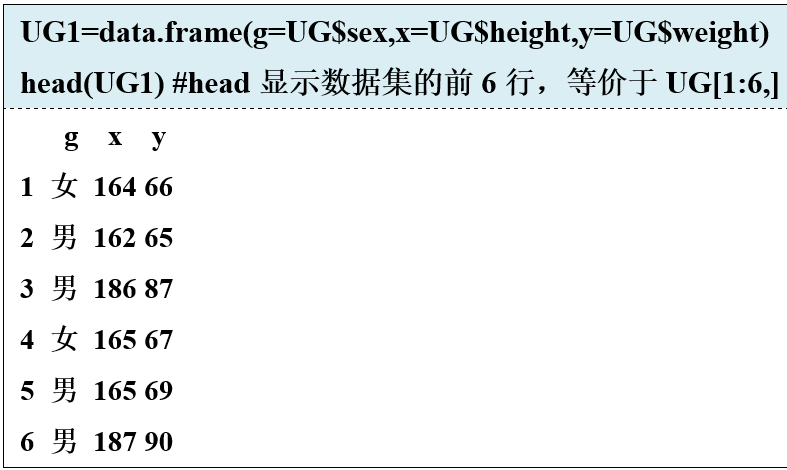 UG1=data.frame(g=UG$sex,x=UG$height,y=UG$weight)
head(UG1) #head 显示数据集的前 6 行，等价于 UG[1:6,]
g x y
1 女 164 66
2 男 162 65
3 男 186 87
4 女 165 67
5 男 165 69
6 男 187 90